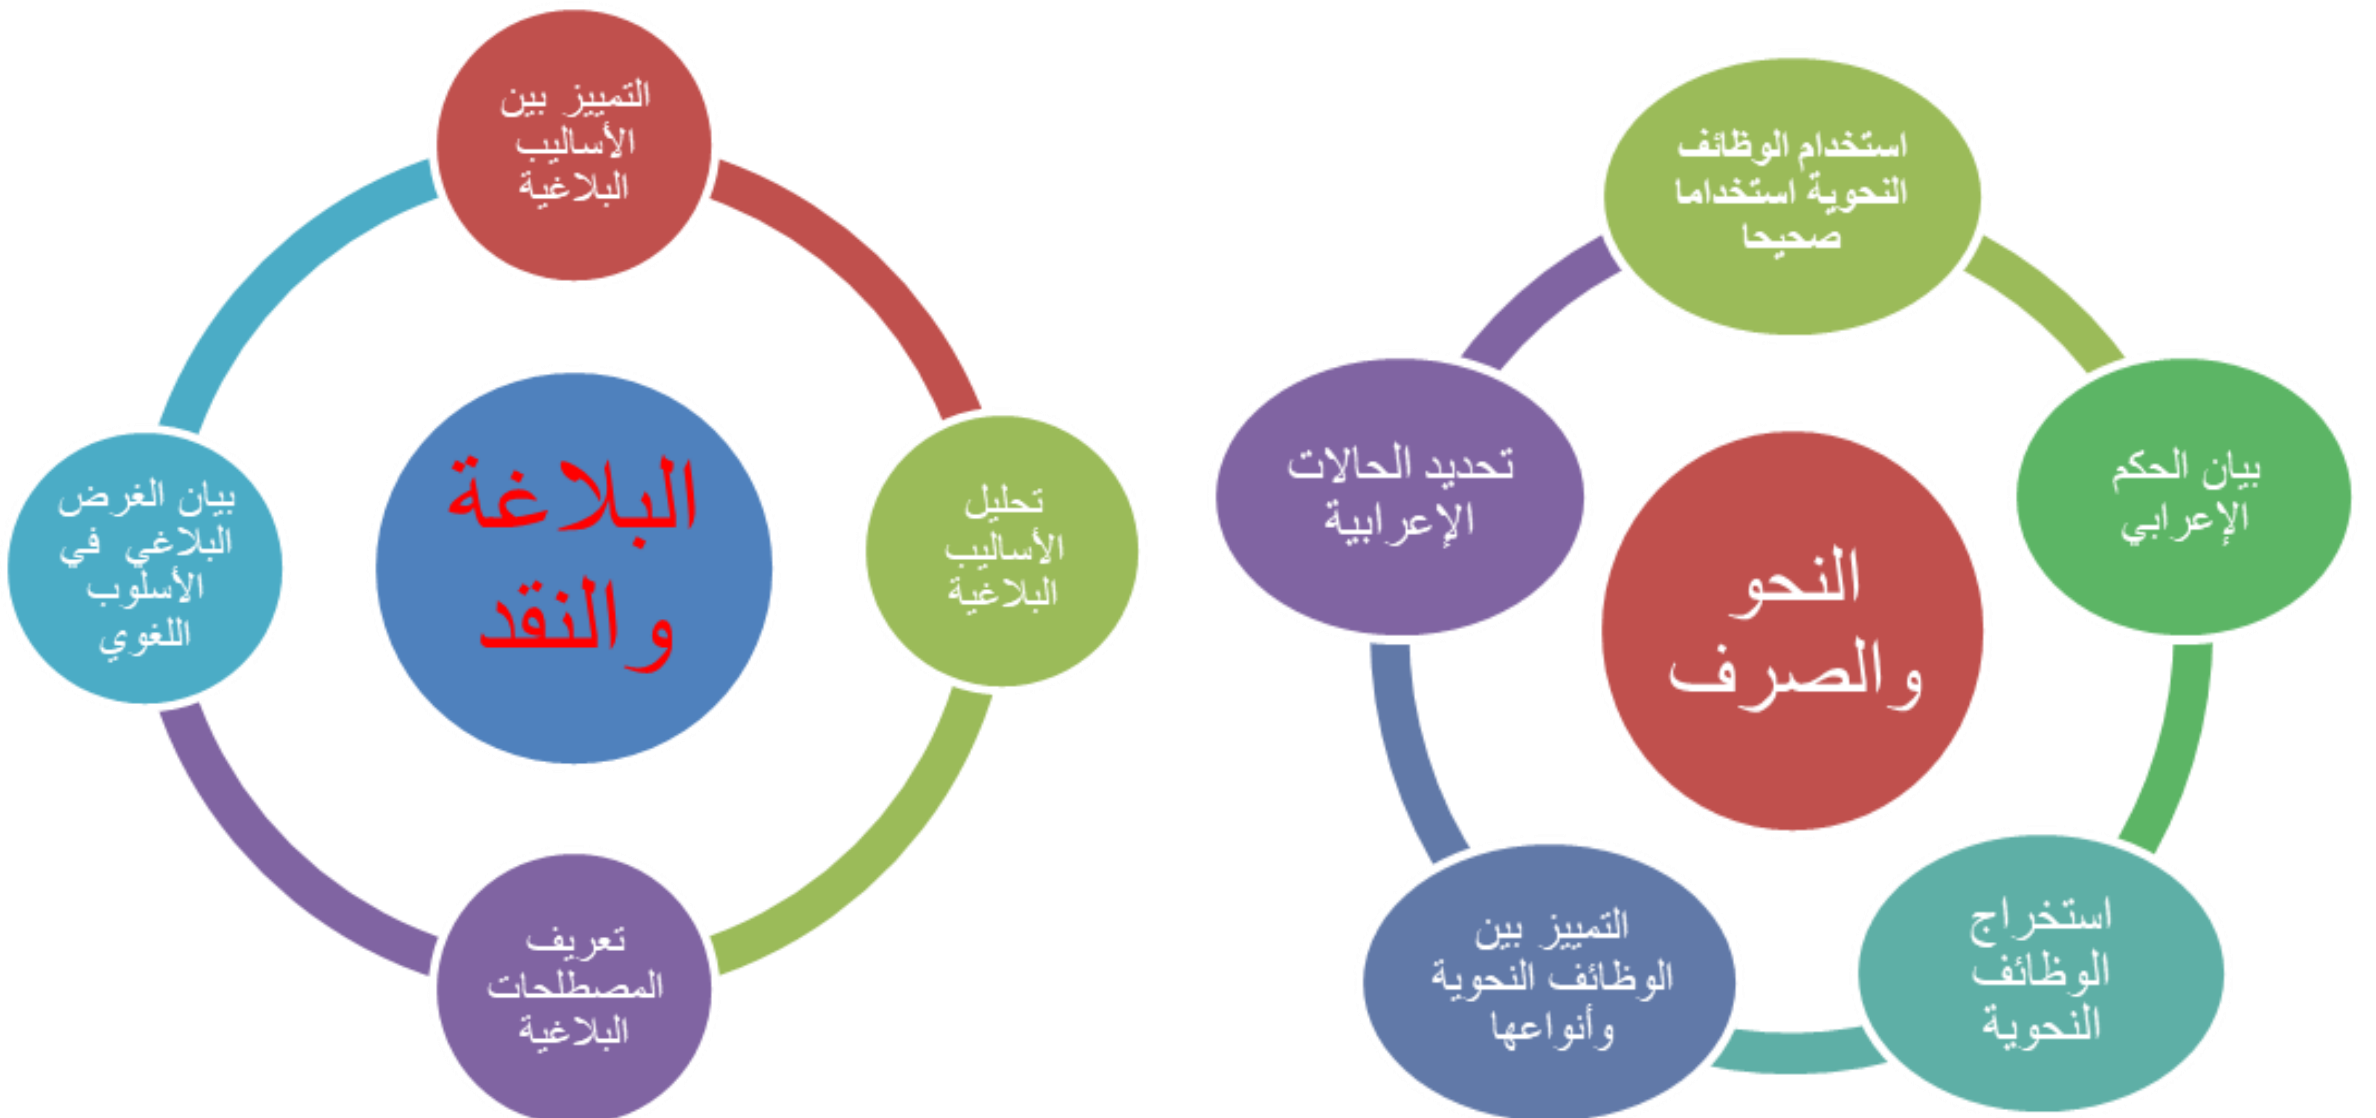 استخدام الوظائف
النحوية استخداما
صحيحا
بيان الحكم
الإعرابي
استخراج
الوظائف
النحوية
التمييز بين
الوظائف النحوية
وأنواعها
تحديد الحالات
الإعرابية
النحو
والصرف
التمييز بين
الأساليب
البلاغية
تحليل
الأساليب
البلاغية
تعريف
المصطلحات
البلاغية
بيان الغرض
البلاغي في
الأسلوب
اللغوي
البلاغة
والنقد